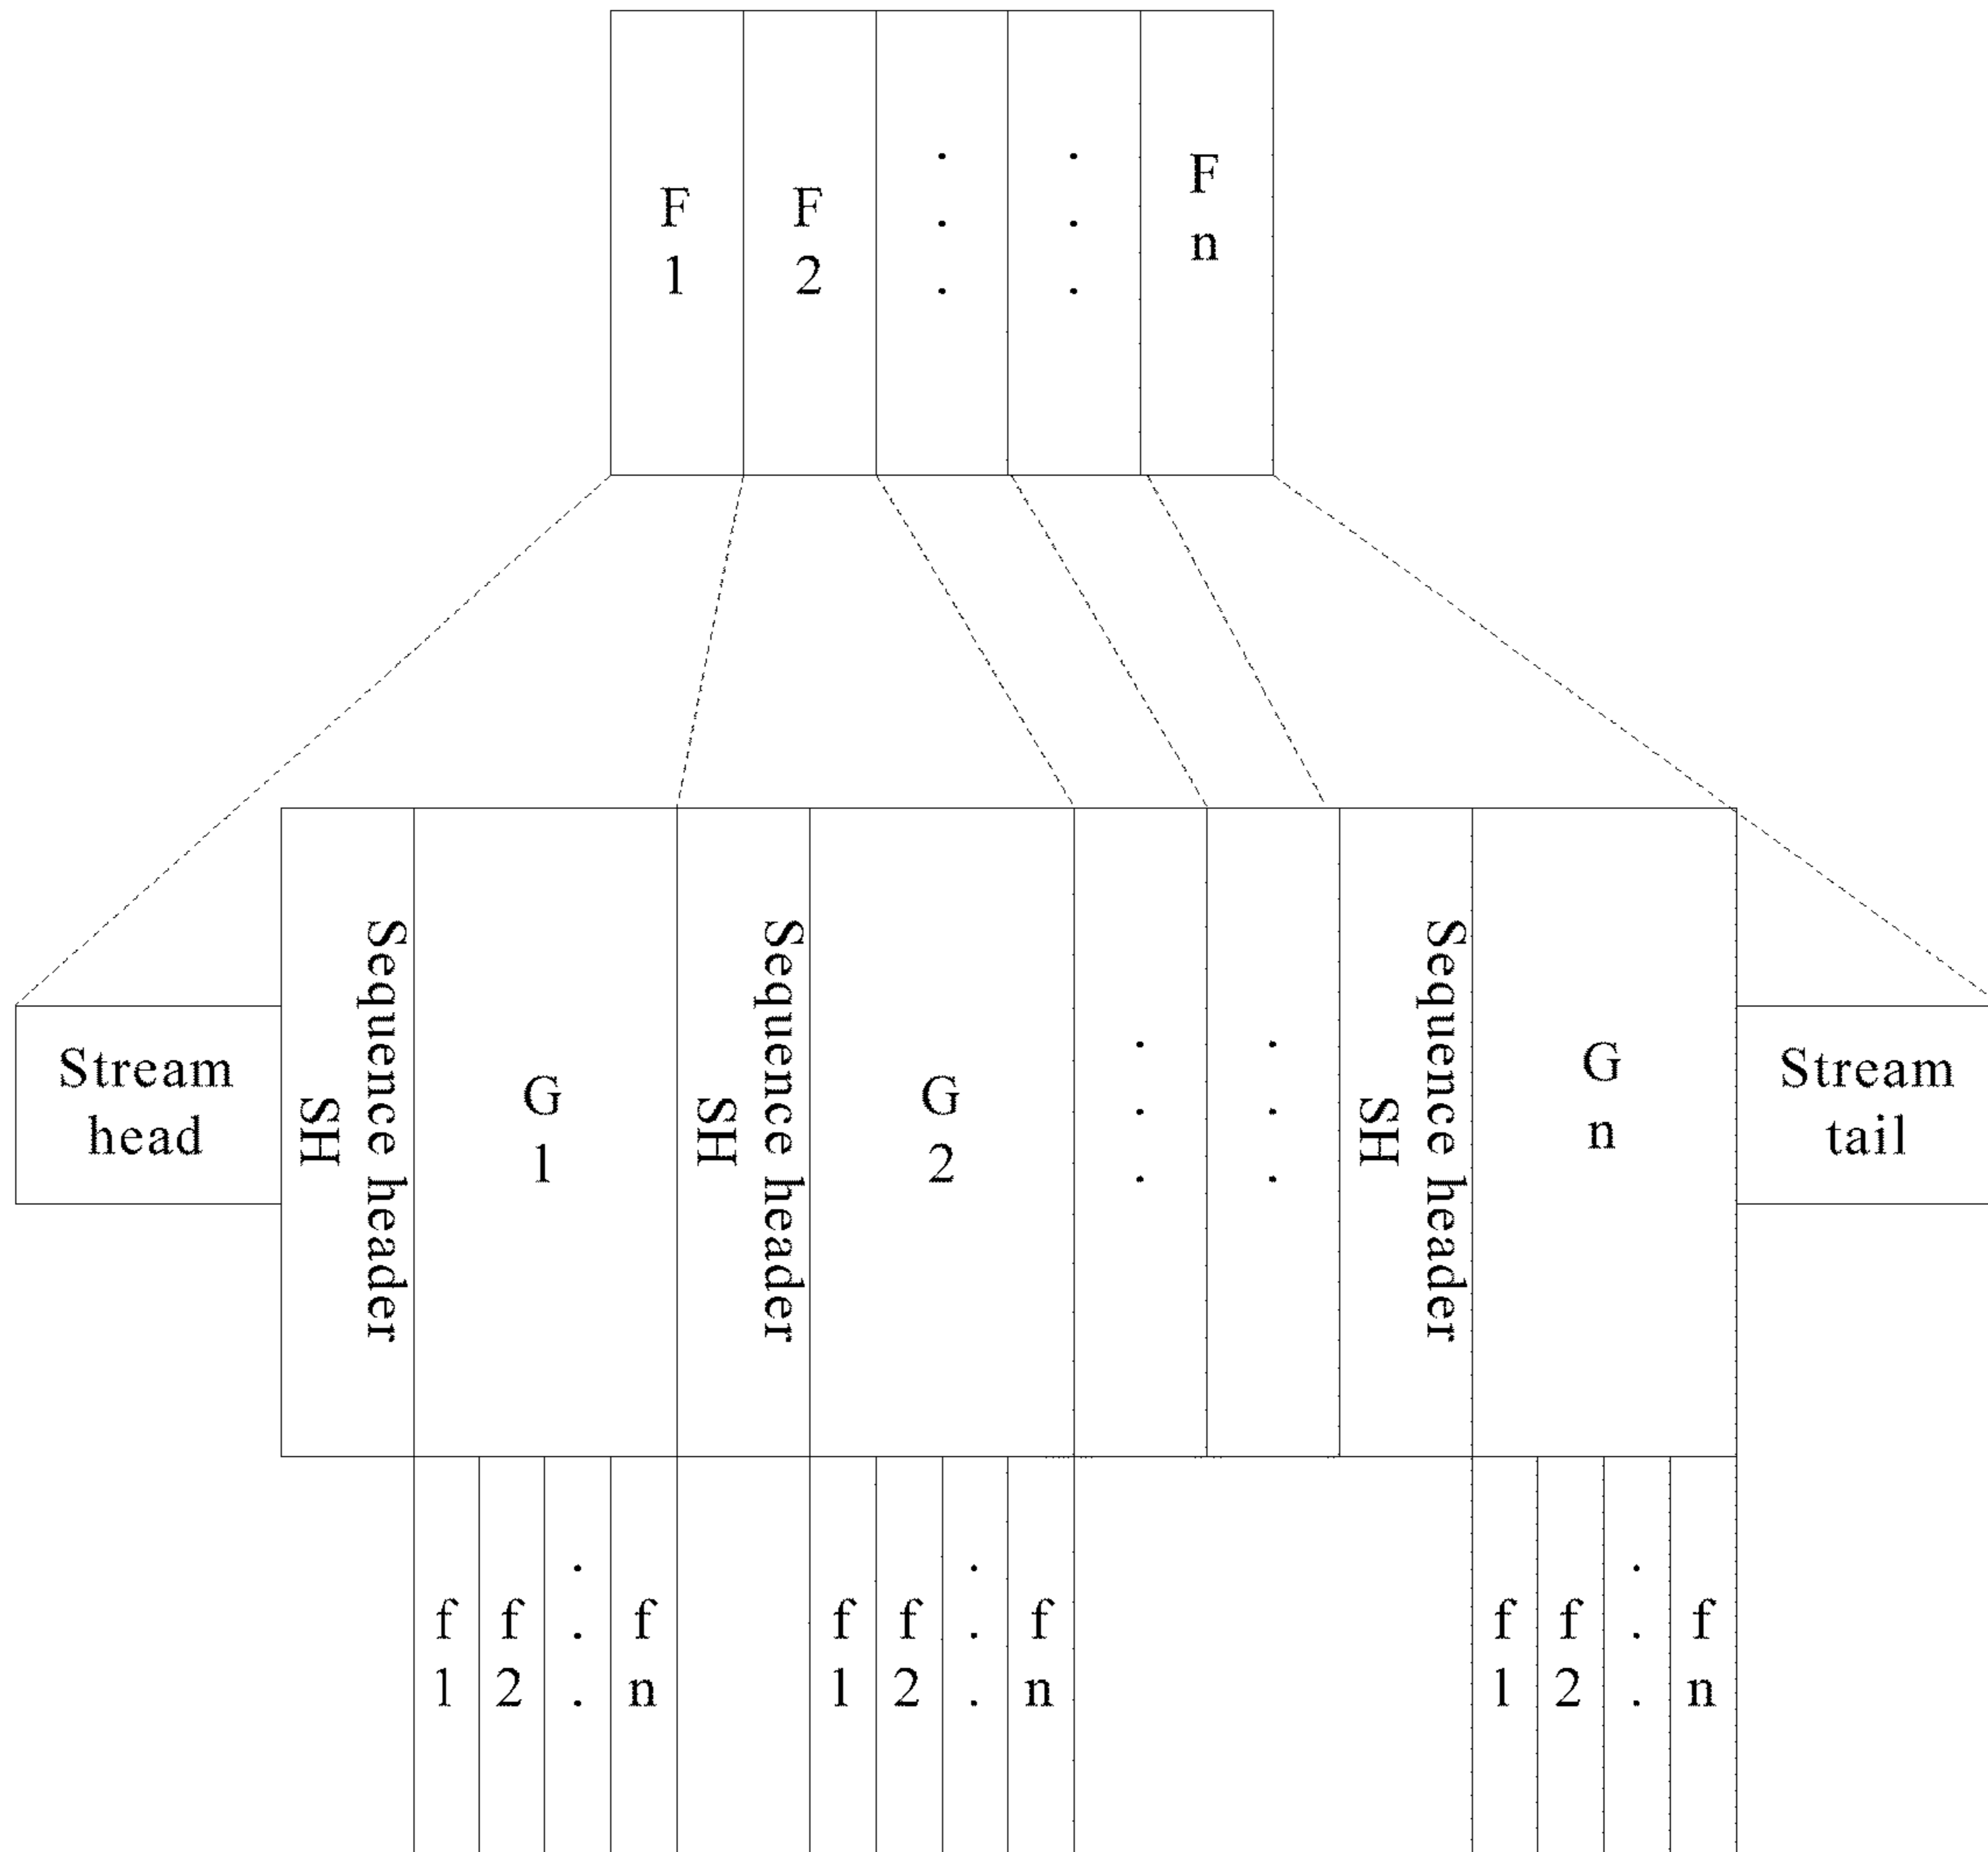 F
1
F
2
.
.
.
.
.
.
F
n
Stream
head
Sequence header
SH
G
1
Sequence header
SH
G
2
.
.
.
.
.
.
Sequence header
SH
G
n
Stream
tail
f
1
f
2
.
.
.
f
n
f
1
f
2
.
.
.
f
n
f
1
f
2
.
.
.
f
n